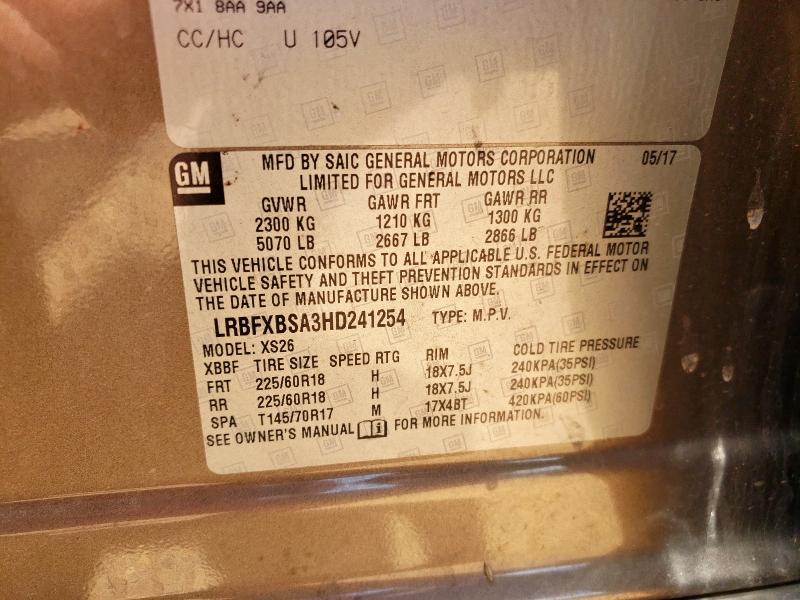 7X1 8AA 9AA
CC/HC U 105V
GM
MFD BY SAIC GENERAL MOTORS CORPORATION 05/17
LIMITED FOR GENERAL MOTORS LLC
GVWR GAWR FRT GAWR RR
2300 KG 1210 KG 1300 KG
5070 LB 2667 LB 2866 LB
THIS VEHICLE CONFORMS TO ALL APPLICABLE U.S. FEDERAL MOTOR
VEHICLE SAFETY AND THEFT PREVENTION STANDARDS IN EFFECT ON
THE DATE OF MANUFACTURE SHOWN ABOVE.
LRBFXBSA3HD241254 TYPE: M.P.V.
MODEL: XS26
XBBF TIRE SIZE SPEED RTG RIM COLD TIRE PRESSURE
FRT 225/60R18 H 18X7.5J 240KPA(35PSI)
RR 225/60R18 H 18X7.5J 240KPA(35PSI)
SPA T145/70R17 M 17X4BT 420KPA(60PSI)
SEE OWNER'S MANUAL FOR MORE INFORMATION.